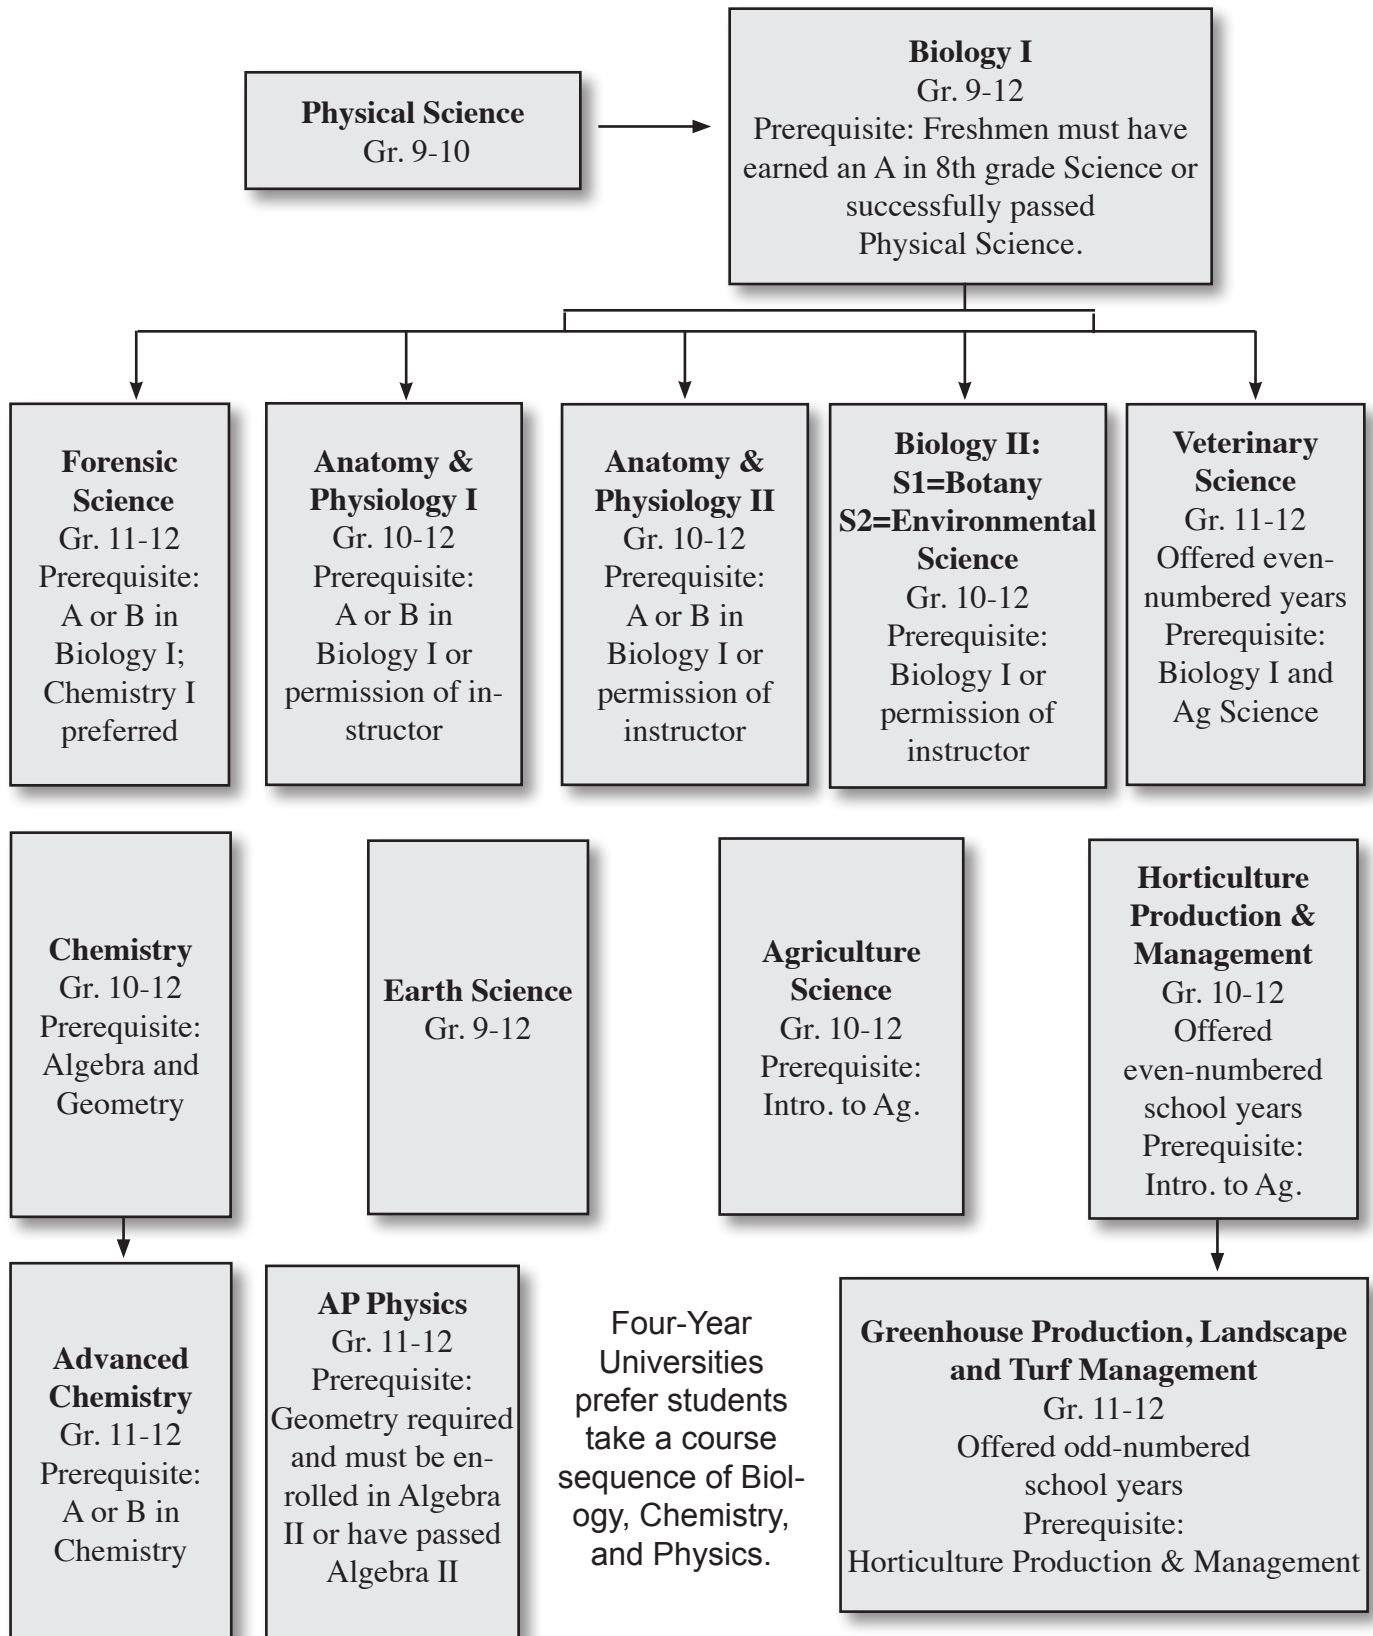 Physical Science
Gr. 9-10
Biology I
Gr. 9-12
Prerequisite: Freshmen must have
earned an A in 8th grade Science or
successfully passed
Physical Science.
Forensic
Science
Gr. 11-12
Prerequisite:
A or B in
Biology I;
Chemistry I
preferred
Anatomy &
Physiology I
Gr. 10-12
Prerequisite:
A or B in
Biology I or
permission of in-
structor
Anatomy &
Physiology II
Gr. 10-12
Prerequisite:
A or B in
Biology I or
permission of
instructor
Biology II:
S1=Botany
S2=Environmental
Science
Gr. 10-12
Prerequisite:
Biology I or
permission of
instructor
Veterinary
Science
Gr. 11-12
Offered even-
numbered years
Prerequisite:
Biology I and
Ag Science
Chemistry
Gr. 10-12
Prerequisite:
Algebra and
Geometry
Earth Science
Gr. 9-12
Agriculture
Science
Gr. 10-12
Prerequisite:
Intro. to Ag.
Horticulture
Production &
Management
Gr. 10-12
Offered
even-numbered
school years
Prerequisite:
Intro. to Ag.
Advanced
Chemistry
Gr. 11-12
Prerequisite:
A or B in
Chemistry
AP Physics
Gr. 11-12
Prerequisite:
Geometry required
and must be en-
rolled in Algebra
II or have passed
Algebra II
Four-Year
Universities
prefer students
take a course
sequence of Biol-
ogy, Chemistry,
and Physics.
Greenhouse Production, Landscape
and Turf Management
Gr. 11-12
Offered odd-numbered
school years
Prerequisite:
Horticulture Production & Management